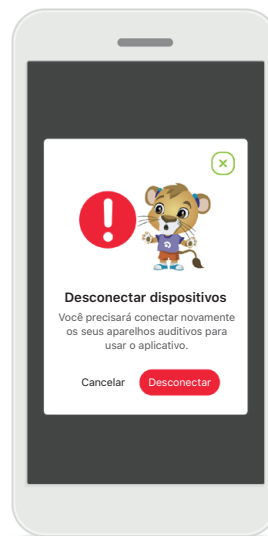 Desconectar dispositivos
Você precisará conectar novamente
os seus aparelhos auditivos para
usar o aplicativo.
Cancelar Desconectar